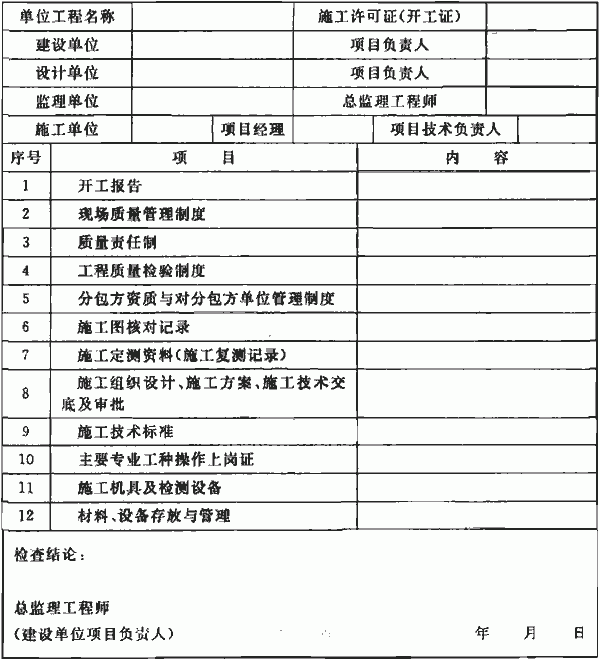 单位工程名称 施工许可证(开工证)
建设单位 项目负责人
设计单位 项目负责人
监理单位 总监理工程师
施工单位 项目经理 项目技术负责人
序号 项 目 内 容
1 开工报告
2 现场质量管理制度
3 质量责任制
4 工程质量检验制度
5 分包方资质与对分包方单位管理制度
6 施工图核对记录
7 施工定测资料(施工复测记录)
8 施工组织设计、施工方案、施工技术交
底及审批
9 施工技术标准
10 主要专业工种操作上岗证
11 施工机具及检测设备
12 材料、设备存放与管理
检查结论:
总监理工程师
(建设单位项目负责人) 年 月 日